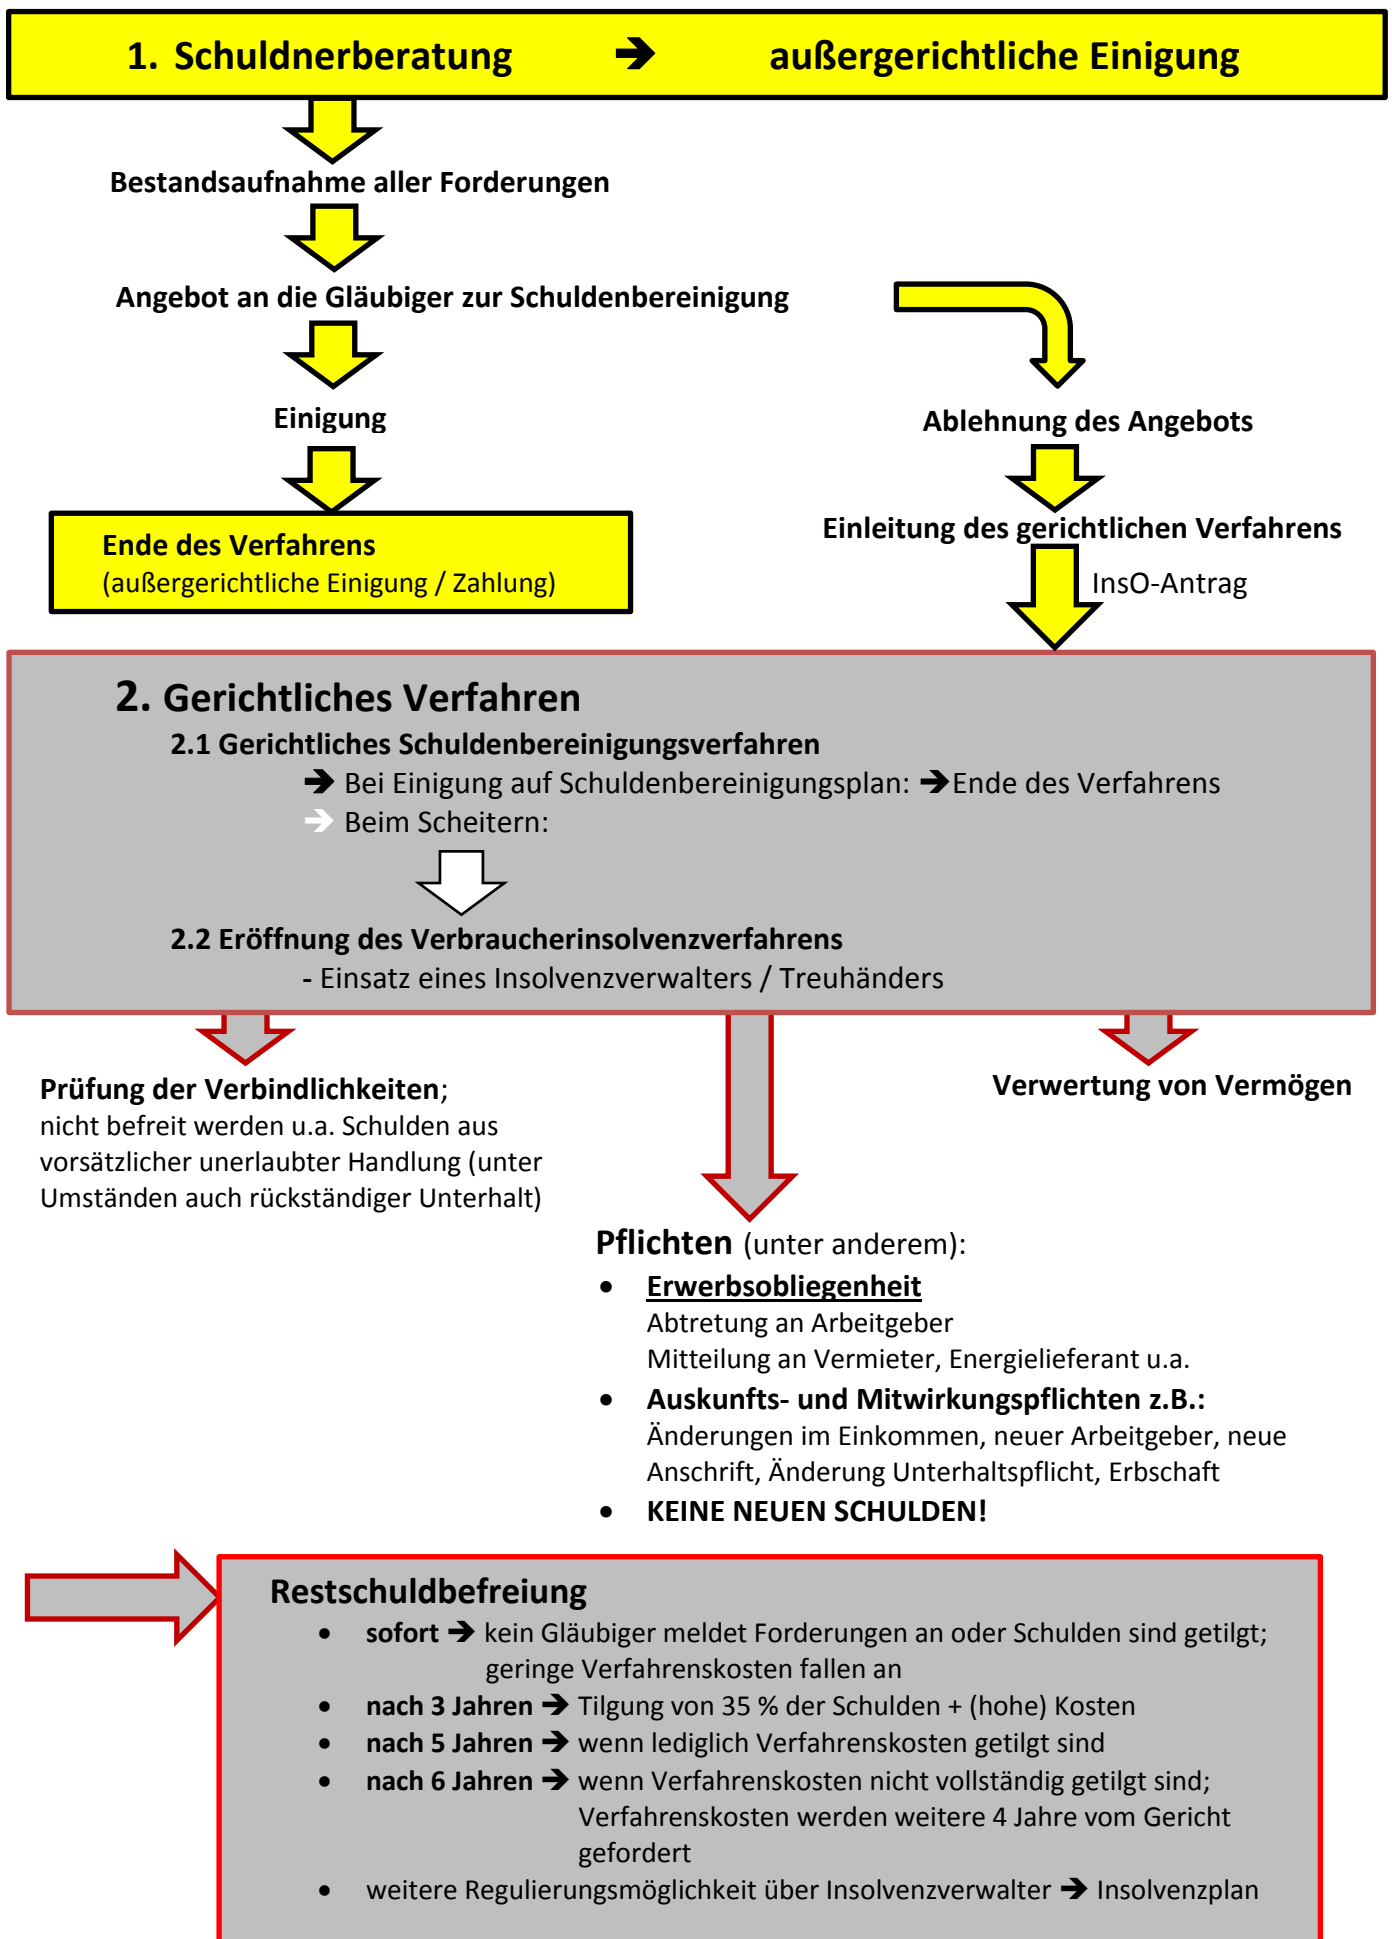 1. Schuldnerberatung ➔ außergerichtliche Einigung
Bestandsaufnahme aller Forderungen
Angebot an die Gläubiger zur Schuldenbereinigung
Einigung
Ablehnung des Angebots
Einleitung des gerichtlichen Verfahrens
InsO-Antrag
Ende des Verfahrens
(außergerichtliche Einigung / Zahlung)
2. Gerichtliches Verfahren
2.1 Gerichtliches Schuldenbereinigungsverfahren
➔ Bei Einigung auf Schuldenbereinigungsplan: ➔Ende des Verfahrens
➔ Beim Scheitern:
2.2 Eröffnung des Verbraucherinsolvenzverfahrens
- Einsatz eines Insolvenzverwalters / Treuhänders
Prüfung der Verbindlichkeiten;
nicht befreit werden u.a. Schulden aus
vorsätzlicher unerlaubter Handlung (unter
Umständen auch rückständiger Unterhalt)
Verwertung von Vermögen
Pflichten (unter anderem):
• Erwerbsobliegenheit
Abtretung an Arbeitgeber
Mitteilung an Vermieter, Energielieferant u.a.
• Auskunfts- und Mitwirkungspflichten z.B.:
Änderungen im Einkommen, neuer Arbeitgeber, neue
Anschrift, Änderung Unterhaltspflicht, Erbschaft
• KEINE NEUEN SCHULDEN!
Restschuldbefreiung
• sofort ➔ kein Gläubiger meldet Forderungen an oder Schulden sind getilgt;
geringe Verfahrenskosten fallen an
• nach 3 Jahren ➔ Tilgung von 35 % der Schulden + (hohe) Kosten
• nach 5 Jahren ➔ wenn lediglich Verfahrenskosten getilgt sind
• nach 6 Jahren ➔ wenn Verfahrenskosten nicht vollständig getilgt sind;
Verfahrenskosten werden weitere 4 Jahre vom Gericht
gefordert
• weitere Regulierungsmöglichkeit über Insolvenzverwalter ➔ Insolvenzplan